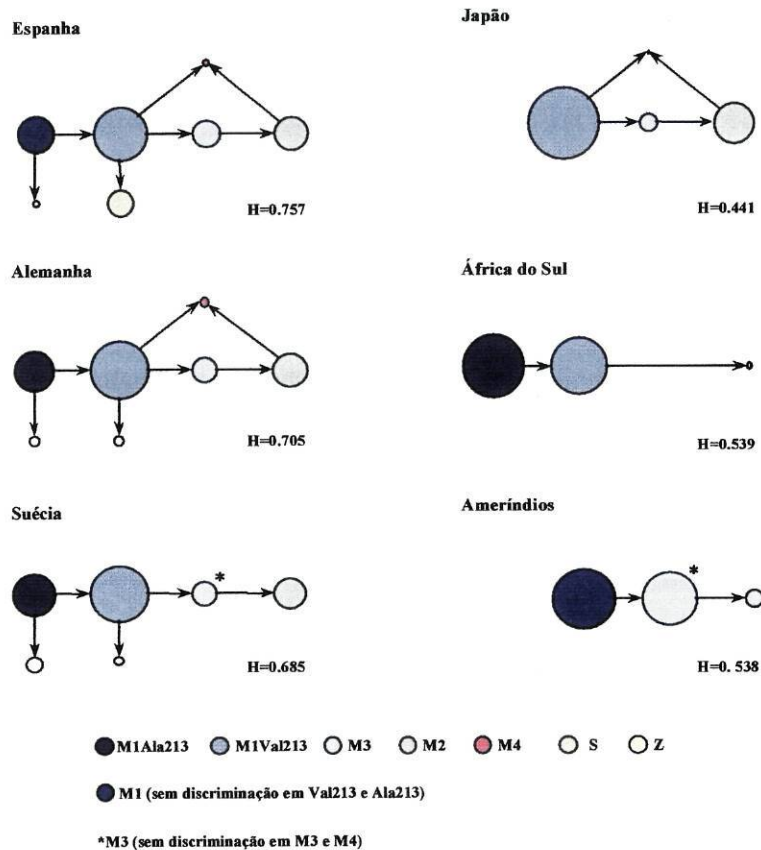 Espanha
H=0.757
Japão
H=0.441
Alemanha
H=0.705
África do Sul
H=0.539
Suécia
*
H=0.685
Ameríndios
*
H=0. 538
M1Ala213 M1Val213 M3 M2 M4 S Z
M1 (sem discriminação em Val213 e Ala213)
*M3 (sem discriminação em M3 e M4)